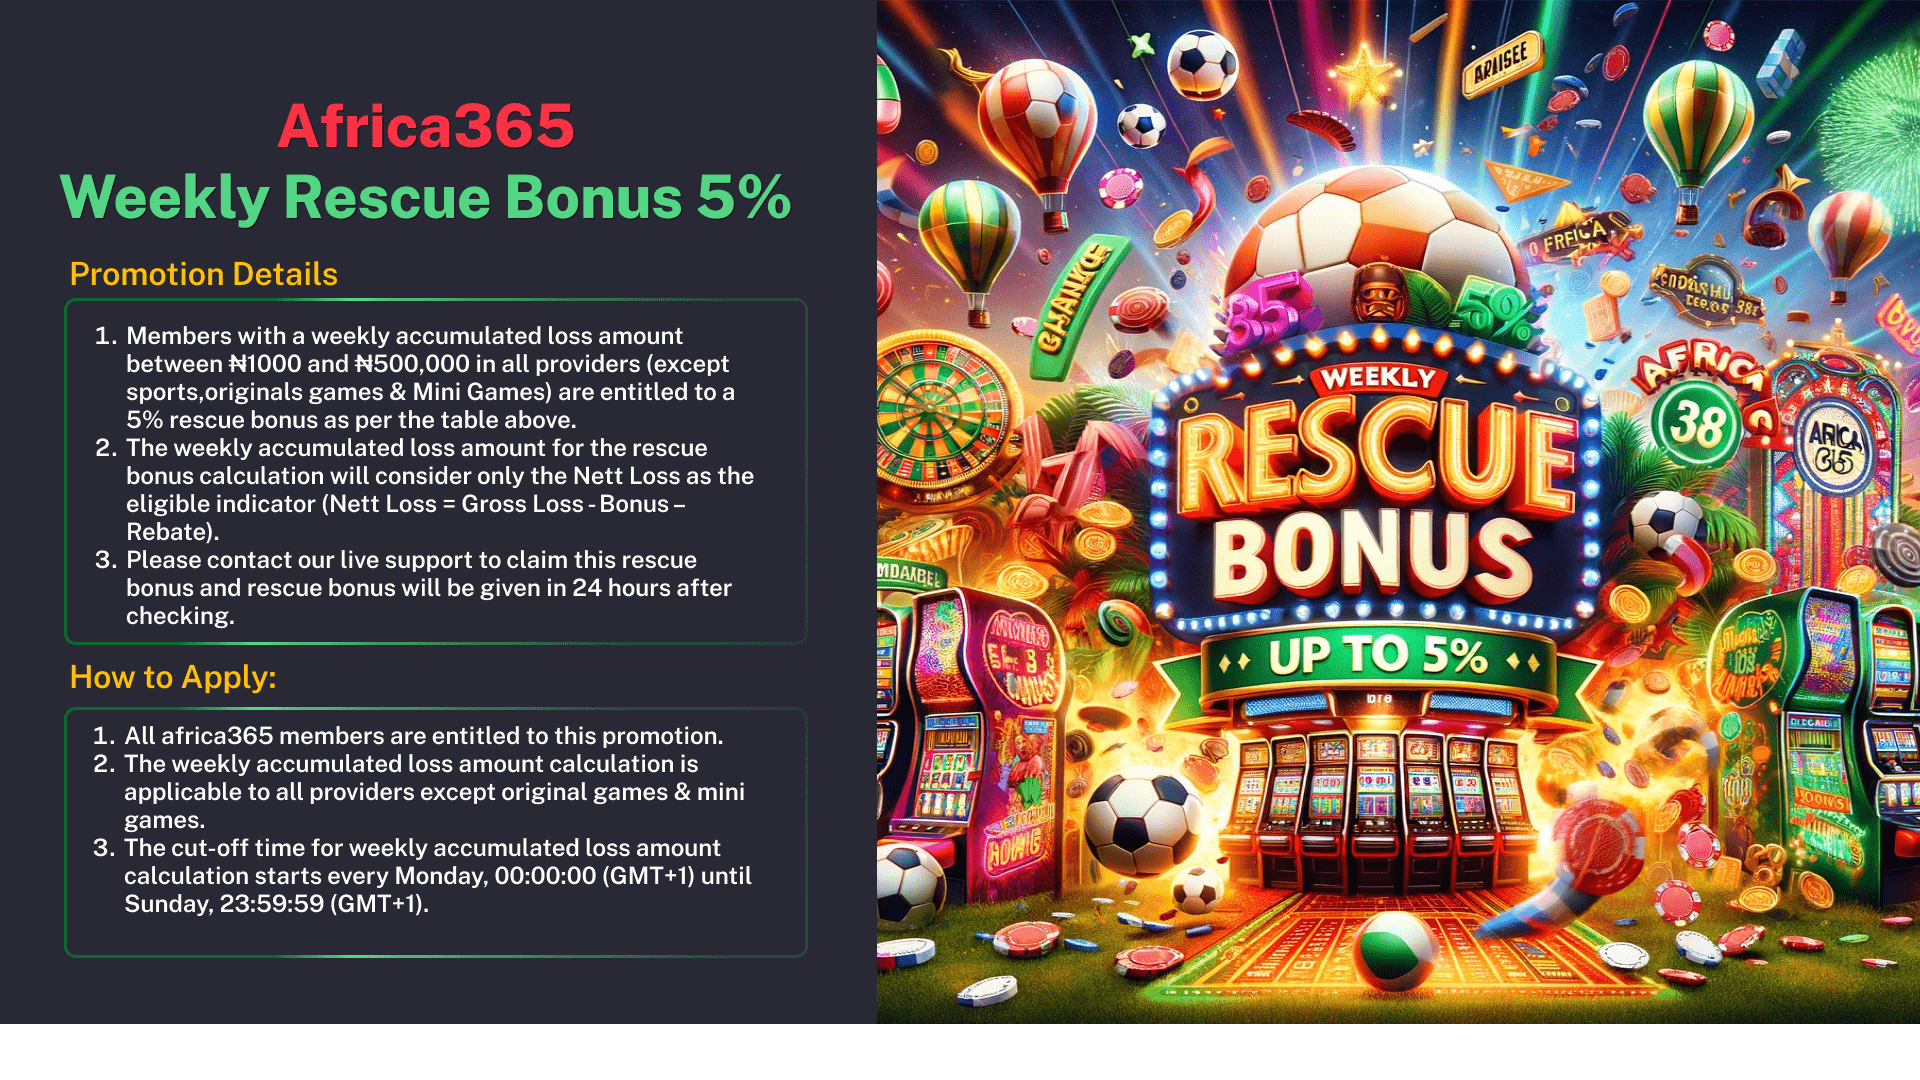 Africa365
Weekly Rescue Bonus 5%
Promotion Details
1. Members with a weekly accumulated loss amount
between ₦1000 and ₦500,000 in all providers (except
sports,originals games & Mini Games) are entitled to a
5% rescue bonus as per the table above.
2. The weekly accumulated loss amount for the rescue
bonus calculation will consider only the Nett Loss as the
eligible indicator (Nett Loss = Gross Loss - Bonus –
Rebate).
3. Please contact our live support to claim this rescue
bonus and rescue bonus will be given in 24 hours after
checking.
How to Apply:
1. All africa365 members are entitled to this promotion.
2. The weekly accumulated loss amount calculation is
applicable to all providers except original games & mini
games.
3. The cut-off time for weekly accumulated loss amount
calculation starts every Monday, 00:00:00 (GMT+1) until
Sunday, 23:59:59 (GMT+1).
ARIISEE
35
50%
AFRICA
38
WEEKLY
RESCUE
BONUS
UP TO 5%